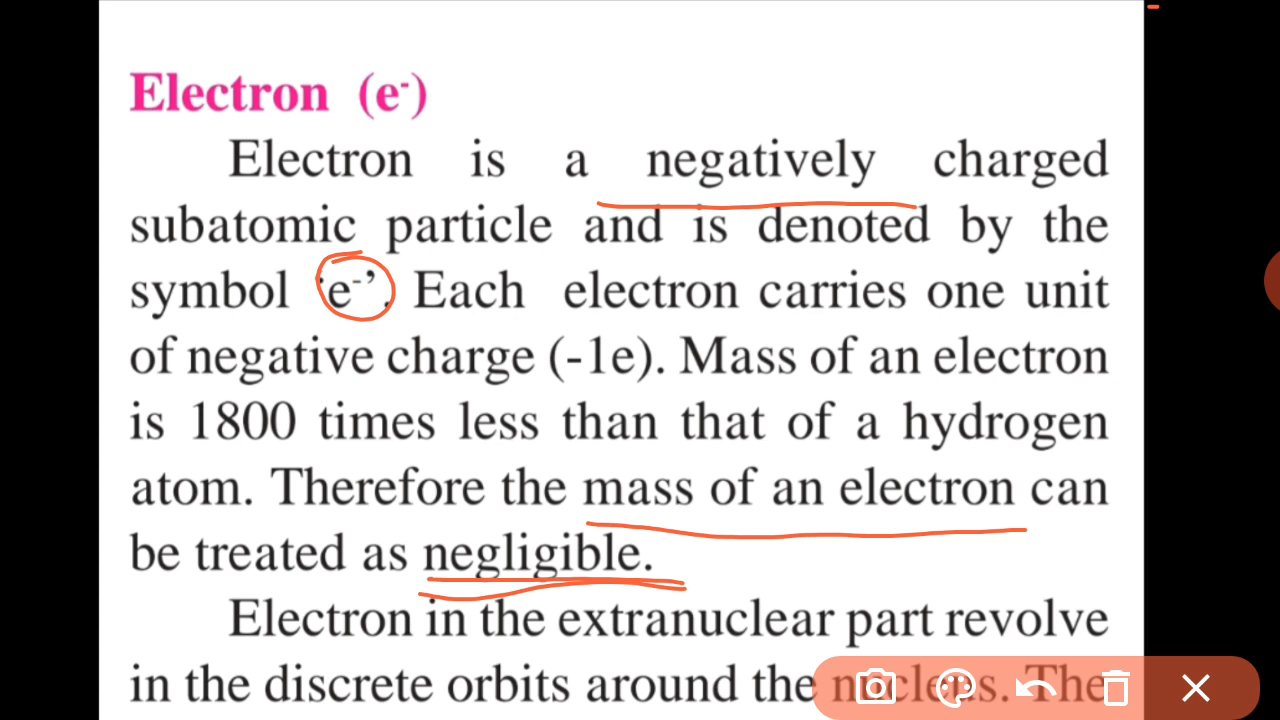 Electron (e-)
Electron is a negatively charged
subatomic particle and is denoted by the
symbol ‘e-’. Each electron carries one unit
of negative charge (-1e). Mass of an electron
is 1800 times less than that of a hydrogen
atom. Therefore the mass of an electron can
be treated as negligible.
Electron in the extranuclear part revolve
in the discrete orbits around the nucleus. The